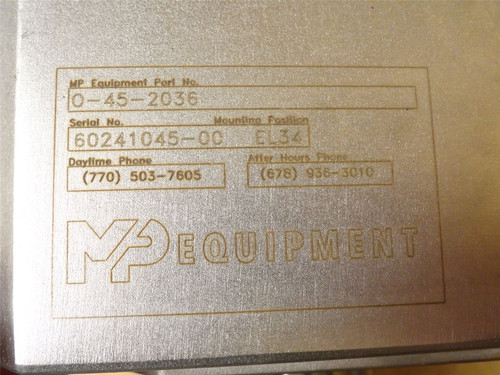 MP Equipment Part No.
0-45-2036
Serial No. Mounting Position
60241045-00 EL34
Daytime Phone After Hours Phone
(770) 503-7605 (678) 936-3010
MP EQUIPMENT